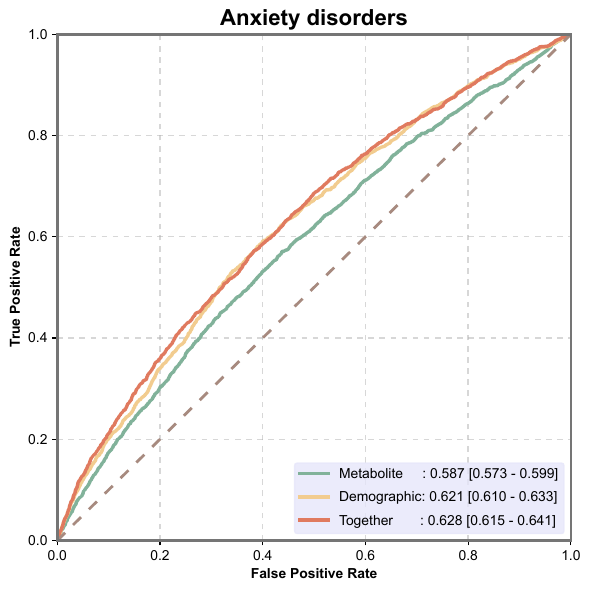 Anxiety disorders
True Positive Rate
1.0
0.8
0.6
0.4
0.2
0.0
Metabolite : 0.587 [0.573 - 0.599]
Demographic: 0.621 [0.610 - 0.633]
Together : 0.628 [0.615 - 0.641]
0.0 0.2 0.4 0.6 0.8 1.0
False Positive Rate